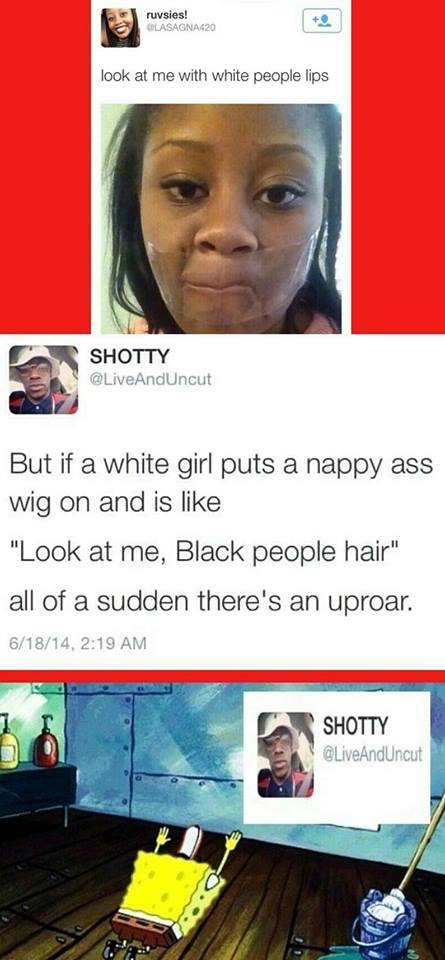 ruvsies!
@LASAGNA420
look at me with white people lips
SHOTTY
@LiveAndUncut
But if a white girl puts a nappy ass
wig on and is like
"Look at me, Black people hair"
all of a sudden there's an uproar.
6/18/14, 2:19 AM
SHOTTY
@LiveAndUncut